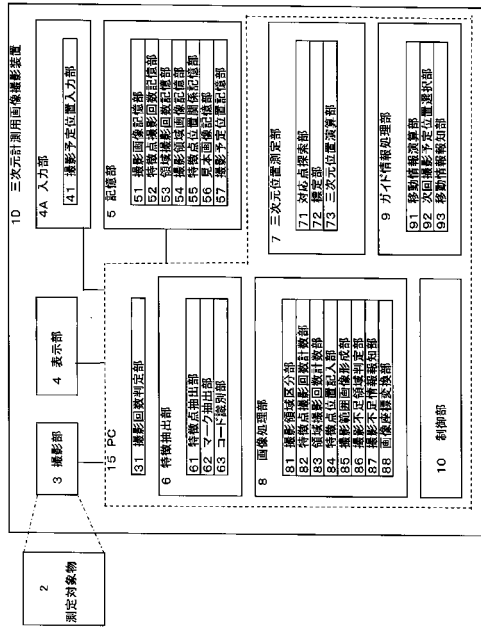 1D 三次元計測用画像撮影装置
2
測定対象物
3 撮影部
4 表示部
4A 入力部
41 撮影予定位置入力部
15 PC
31 撮影回数判定部
5 記憶部
51 撮影画像記憶部
52 特徴点撮影回数記憶部
53 領域撮影回数記憶部
54 撮影領域画像記憶部
55 特徴点位置関係記憶部
56 見本画像記憶部
57 撮影予定位置記憶部
6 特徴抽出部
61 特徴点抽出部
62 マーク抽出部
63 コード識別部
7 三次元位置測定部
71 対応点探索部
72 標定部
73 三次元位置演算部
8 画像処理部
81 撮影領域区分部
82 特徴点撮影回数計数部
83 領域撮影回数計数部
84 特徴点位置記入部
85 撮影範囲画像形成部
86 撮影不足領域判定部
87 撮影不足情報報知部
88 画像座標変換部
9 ガイド情報処理部
91 移動情報演算部
92 次回撮影予定位置選択部
93 移動情報報知部
10 制御部